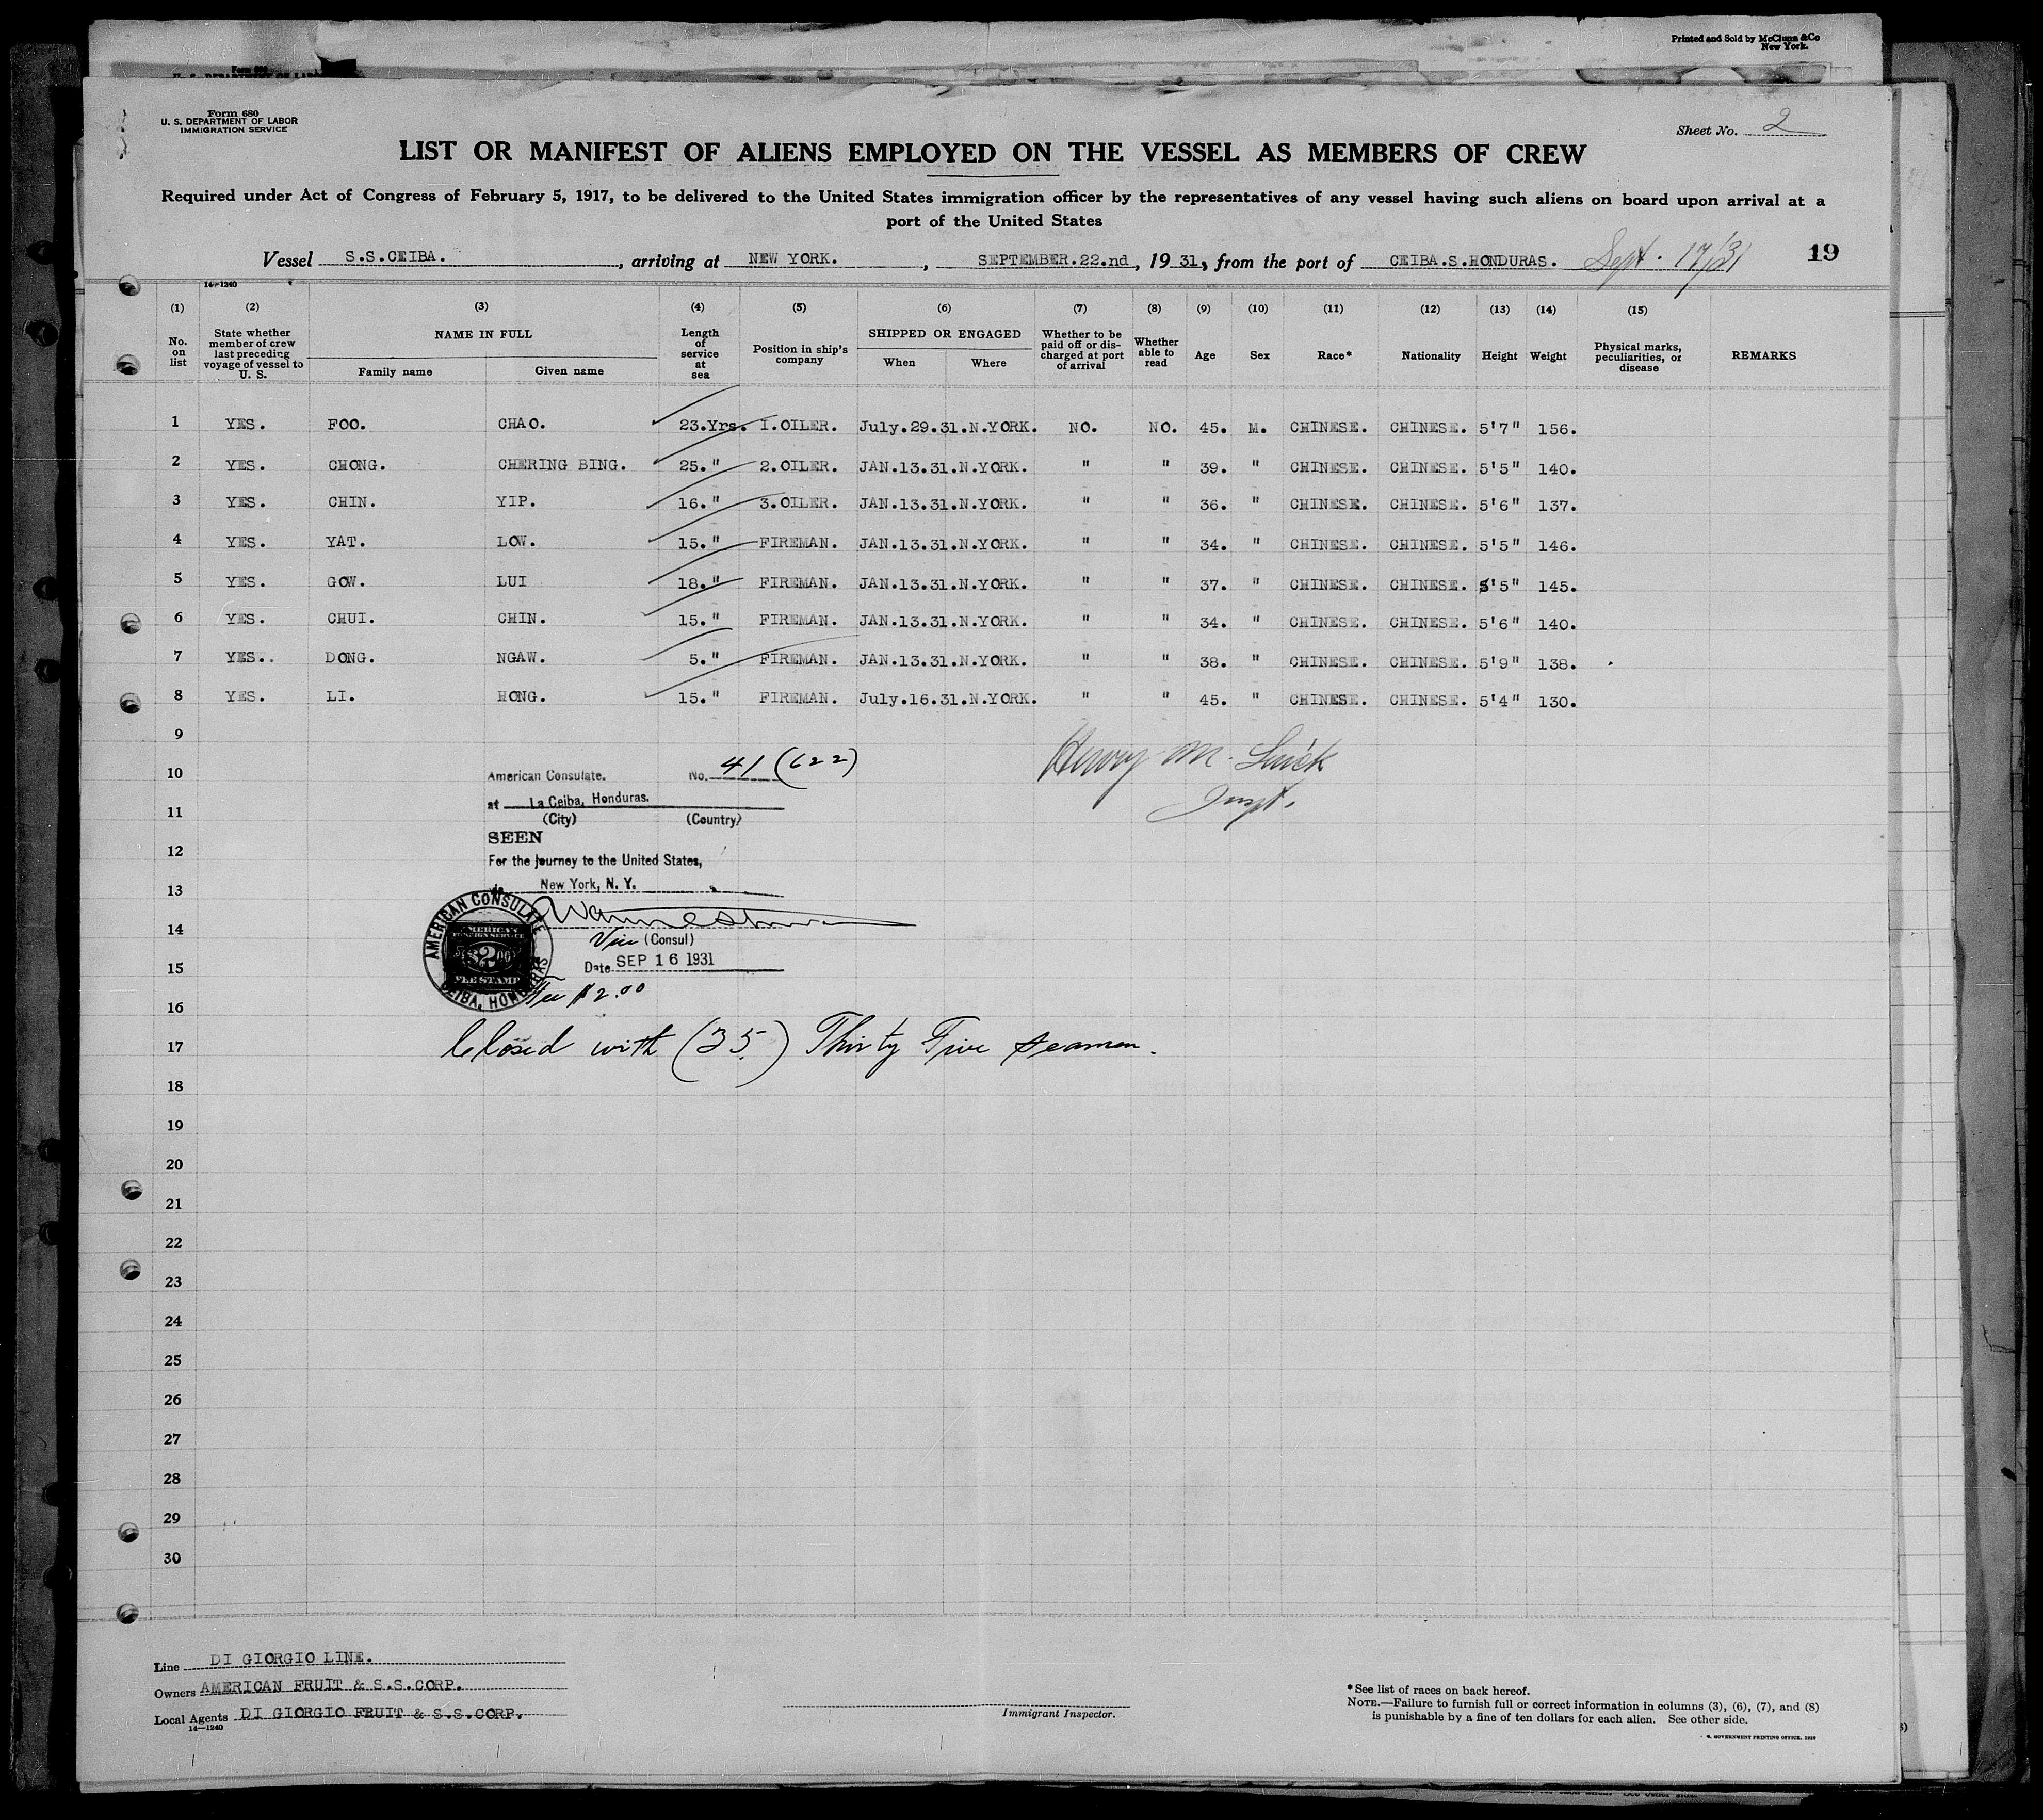 Printed and Sold by McClunn & Co
New York.
Form 680
U. S. DEPARTMENT OF LABOR
IMMIGRATION SERVICE
Sheet No. 2
LIST OR MANIFEST OF ALIENS EMPLOYED ON THE VESSEL AS MEMBERS OF CREW
Required under Act of Congress of February 5, 1917, to be delivered to the United States immigration officer by the representatives of any vessel having such aliens on board upon arrival at a
port of the United States
Vessel S.S.CEIBA. , arriving at NEW YORK. , SEPTEMBER.22.nd, 1931, from the port of CEIBA.S.HONDURAS. Sept. 17/31 19
14-1240
(1) (2) (3) (4) (5) (6) (7) (8) (9) (10) (11) (12) (13) (14) (15)
No. on list State whether member of crew last preceding voyage of vessel to U. S. NAME IN FULL Family name Given name Length of service at sea Position in ship's company SHIPPED OR ENGAGED When Where Whether to be paid off or discharged at port of arrival Whether able to read Age Sex Race* Nationality Height Weight Physical marks, peculiarities, or disease REMARKS
1 YES. FOO. CHAO. 23.Yrs. I.OILER. July.29.31.N.YORK. NO. NO. 45. M. CHINESE. CHINESE. 5'7" 156.
2 YES. CHONG. CHERING BING. 25." 2.OILER. JAN.13.31.N.YORK. " " 39. " CHINESE. CHINESE. 5'5" 140.
3 YES. CHIN. YIP. 16." 3.OILER. JAN.13.31.N.YORK. " " 36. " CHINESE. CHINESE. 5'6" 137.
4 YES. YAT. LOW. 15." FIREMAN. JAN.13.31.N.YORK. " " 34. " CHINESE. CHINESE. 5'5" 146.
5 YES. GOW. LUI 18." FIREMAN. JAN.13.31.N.YORK. " " 37. " CHINESE. CHINESE. 5'5" 145.
6 YES. CHUI. CHIN. 15." FIREMAN. JAN.13.31.N.YORK. " " 34. " CHINESE. CHINESE. 5'6" 140.
7 YES.. DONG. NGAW. 5." FIREMAN. JAN.13.31.N.YORK. " " 38. " CHINESE. CHINESE. 5'9" 138.
8 YES. LI. HONG. 15." FIREMAN. July.16.31.N.YORK. " " 45. " CHINESE. CHINESE. 5'4" 130.
9
10 American Consulate. No. 41 (622) Henry M.
11 at La Ceiba, Honduras. Inspt.
(City) (Country)
SEEN
12 For the journey to the United States,
13 New York, N. Y.
AMERICAN CONSULATE
CEIBA, HONDURAS
AMERICAN
FOREIGN SERVICE
$2.00
FEE STAMP
14 Vice (Consul)
15 Date SEP 16 1931
16 Fee $2.00
17 Closed with (35) Thirty Five seamen.
18
19
20
21
22
23
24
25
26
27
28
29
30
Line DI GIORGIO LINE.
Owners AMERICAN FRUIT & S.S.CORP.
Local Agents DI GIORGIO FRUIT & S.S.CORP.
14-1240
Immigrant Inspector.
*See list of races on back hereof.
NOTE.—Failure to furnish full or correct information in columns (3), (6), (7), and (8)
is punishable by a fine of ten dollars for each alien. See other side.